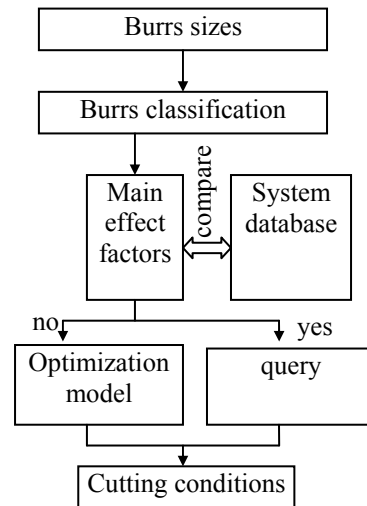 Burrs sizes
Burrs classification
Main
effect
factors
compare
System
database
no
yes
Optimization
model
query
Cutting conditions